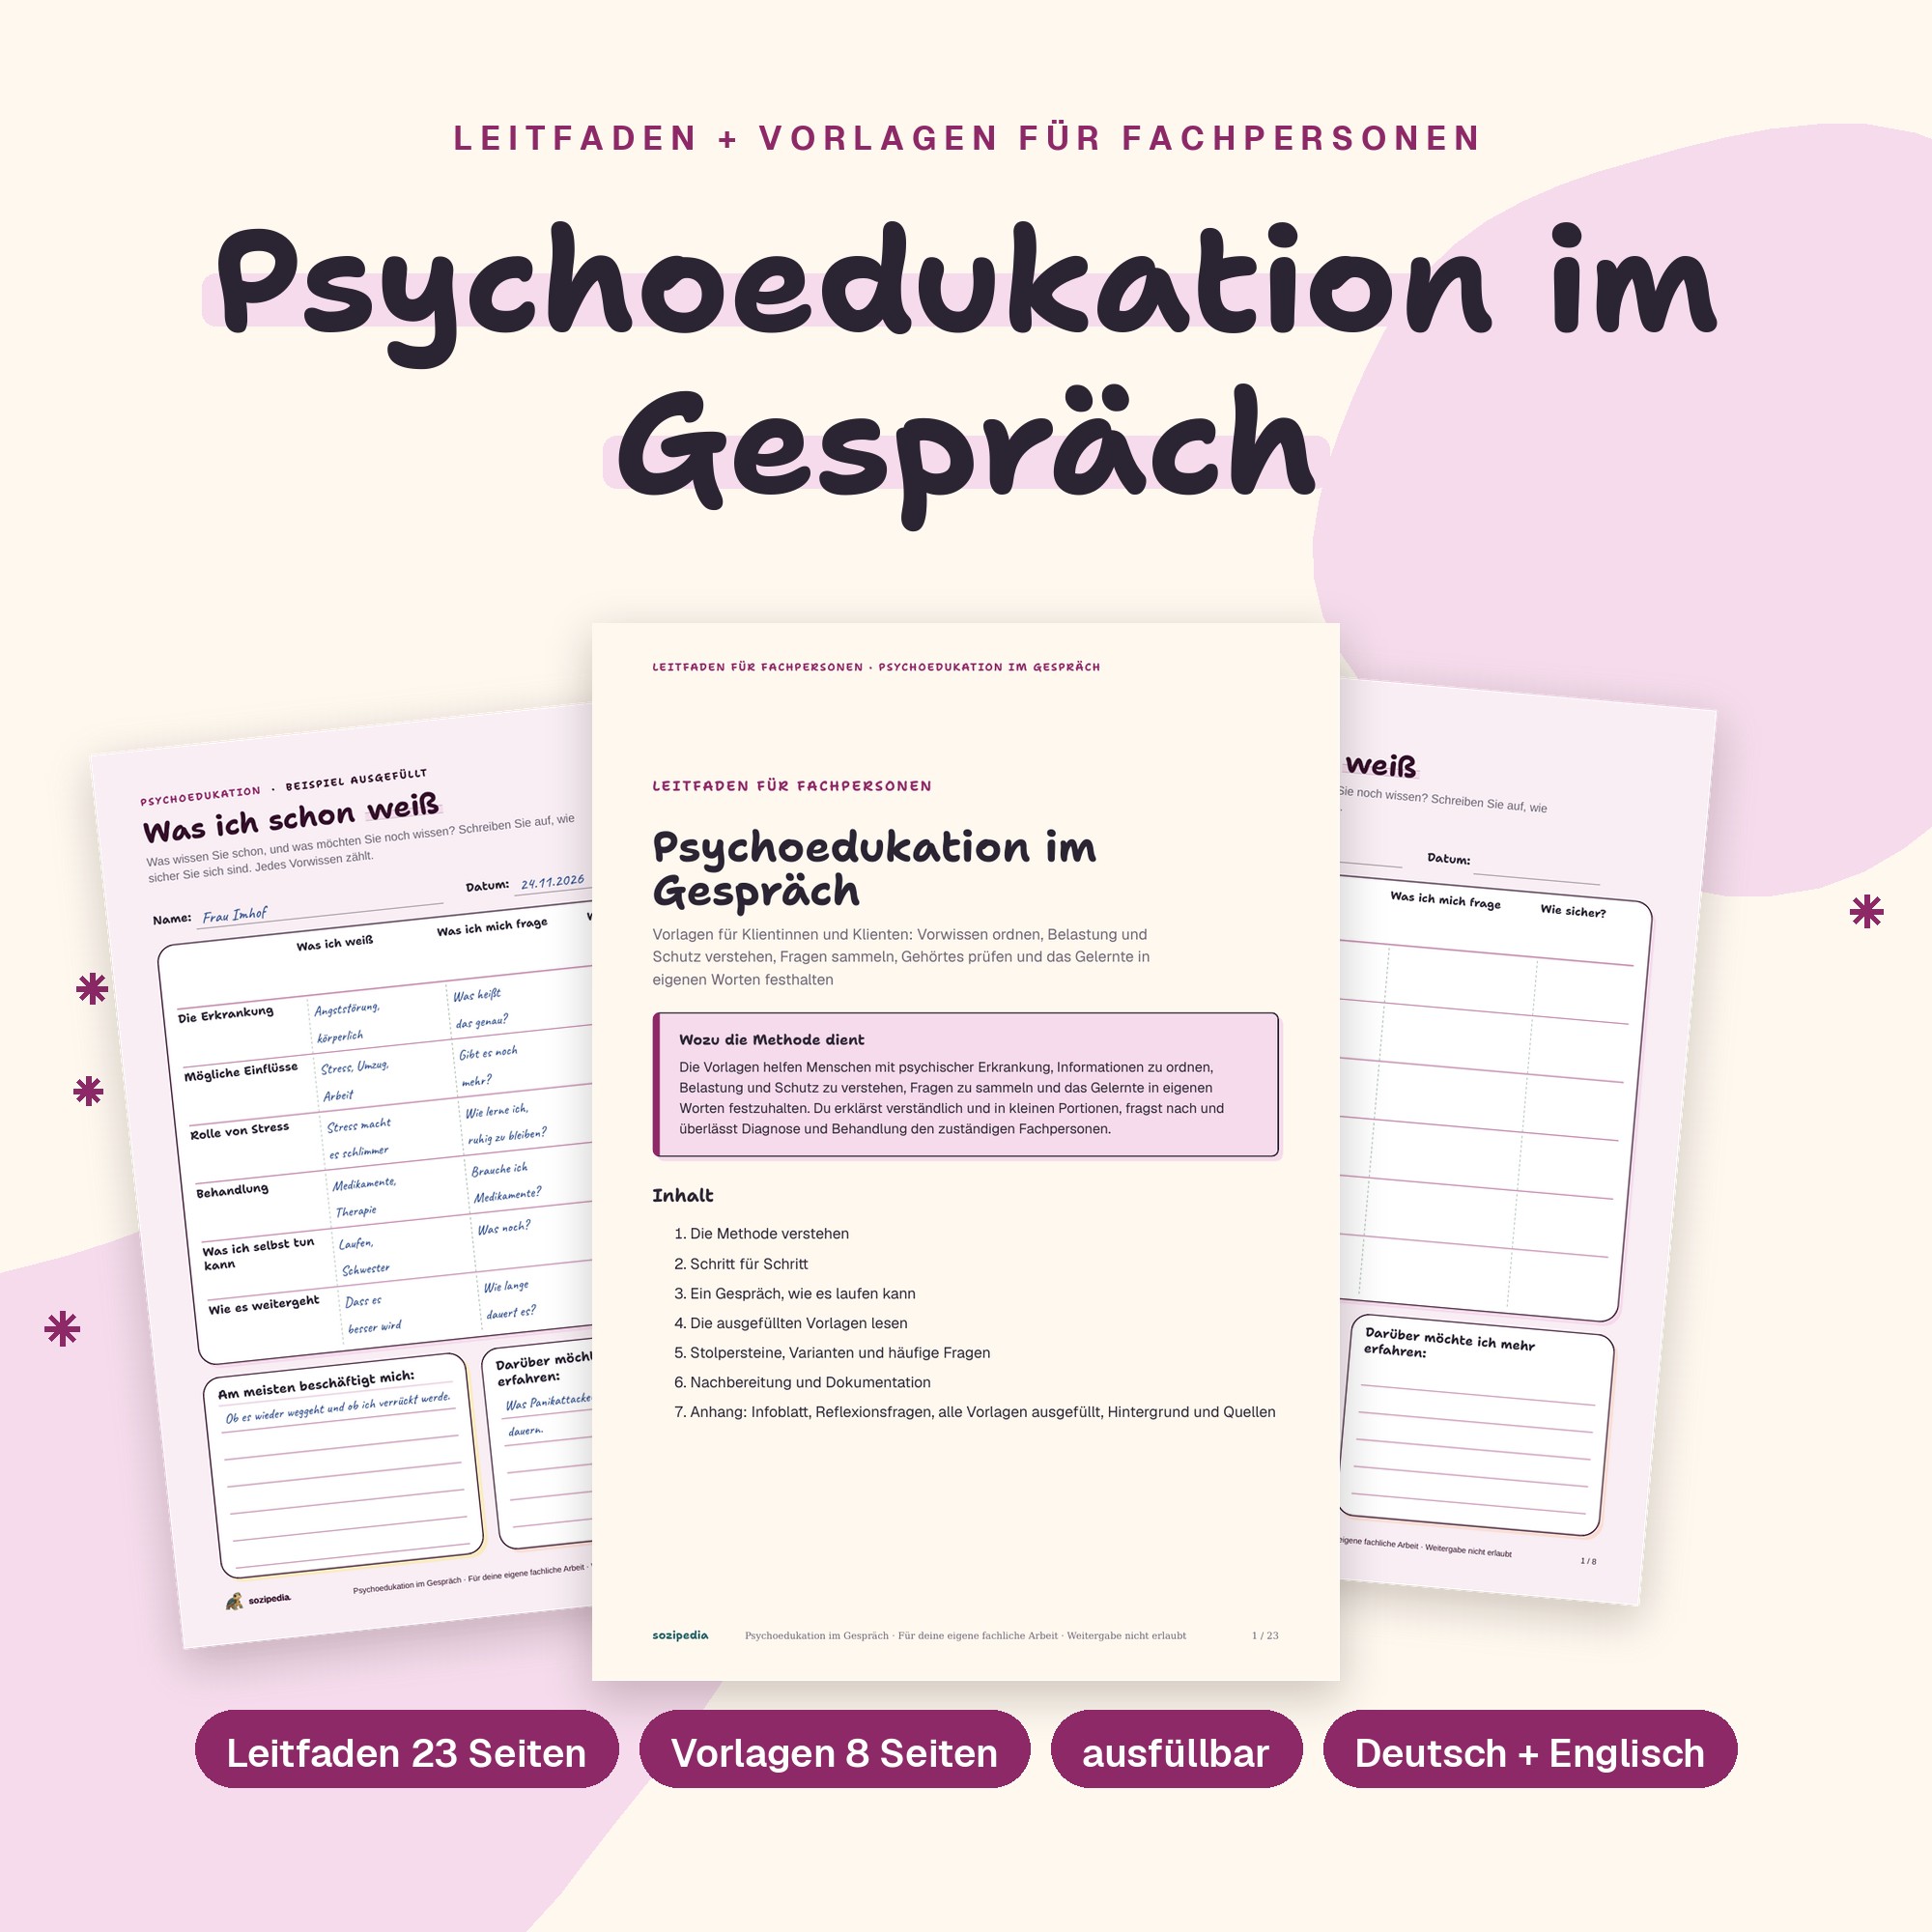 LEITFADEN + VORLAGEN FÜR FACHPERSONEN
Psychoedukation im
Gespräch
PSYCHOEDUKATION · BEISPIEL AUSGEFÜLLT
Was ich schon weiß
Was wissen Sie schon, und was möchten Sie noch wissen? Schreiben Sie auf, wie
sicher Sie sich sind. Jedes Vorwissen zählt.
Name: Frau Imhof
Datum: 24.11.2026
Was ich weiß
Was ich mich frage
Die Erkrankung
Angststörung,
körperlich
Was heißt
das genau?
Mögliche Einflüsse
Stress, Umzug,
Arbeit
Gibt es noch
mehr?
Rolle von Stress
Stress macht
es schlimmer
Wie lerne ich,
ruhig zu bleiben?
Behandlung
Medikamente,
Therapie
Brauche ich
Medikamente?
Was ich selbst tun
kann
Laufen,
Schwester
Was noch?
Wie es weitergeht
Dass es
besser wird
Wie lange
dauert es?
Am meisten beschäftigt mich:
Ob es wieder weggeht und ob ich verrückt werde.
Darüber
erfahren:
Was
dauern.
sozipedia.
Psychoedukation im Gespräch · Für deine eigene fachliche Arbeit ·
LEITFADEN FÜR FACHPERSONEN · PSYCHOEDUKATION IM GESPRÄCH
LEITFADEN FÜR FACHPERSONEN
Psychoedukation im
Gespräch
Vorlagen für Klientinnen und Klienten: Vorwissen ordnen, Belastung und
Schutz verstehen, Fragen sammeln, Gehörtes prüfen und das Gelernte in
eigenen Worten festhalten
Wozu die Methode dient
Die Vorlagen helfen Menschen mit psychischer Erkrankung, Informationen zu ordnen,
Belastung und Schutz zu verstehen, Fragen zu sammeln und das Gelernte in eigenen
Worten festzuhalten. Du erklärst verständlich und in kleinen Portionen, fragst nach und
überlässt Diagnose und Behandlung den zuständigen Fachpersonen.
Inhalt
1. Die Methode verstehen
2. Schritt für Schritt
3. Ein Gespräch, wie es laufen kann
4. Die ausgefüllten Vorlagen lesen
5. Stolpersteine, Varianten und häufige Fragen
6. Nachbereitung und Dokumentation
7. Anhang: Infoblatt, Reflexionsfragen, alle Vorlagen ausgefüllt, Hintergrund und Quellen
sozipedia
Psychoedukation im Gespräch · Für deine eigene fachliche Arbeit · Weitergabe nicht erlaubt
1 / 23
weiß
Sie noch wissen? Schreiben Sie auf, wie
Datum:
Was ich mich frage
Wie sicher?
Darüber möchte ich mehr
erfahren:
eigene fachliche Arbeit · Weitergabe nicht erlaubt
1 / 8
Leitfaden 23 Seiten
Vorlagen 8 Seiten
ausfüllbar
Deutsch + Englisch